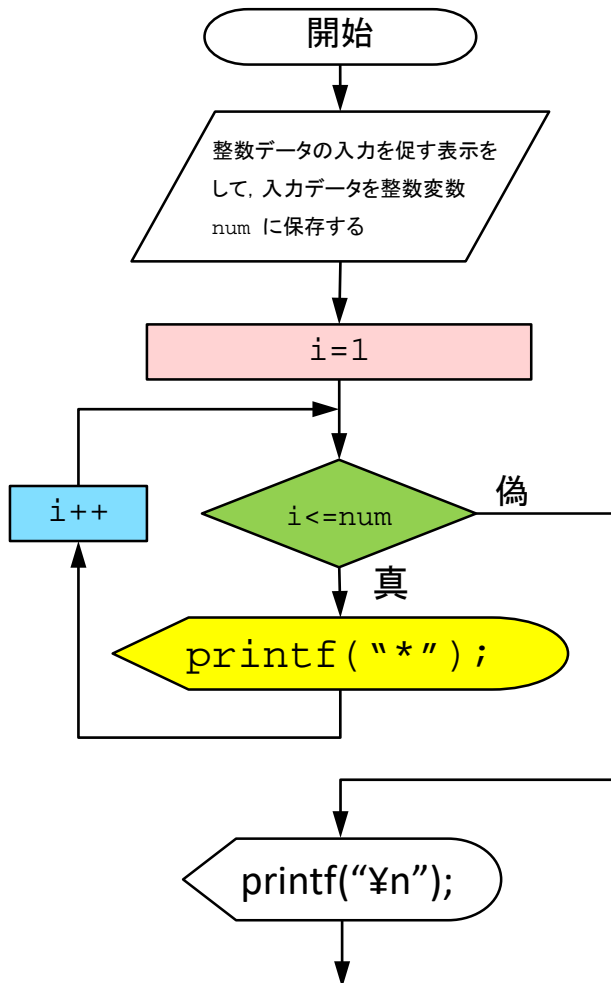 開始
整数データの入力を促す表示を
して, 入力データを整数変数
num に保存する
i=1
i++
i<=num
偽
真
printf(“*”);
printf(“¥n”);